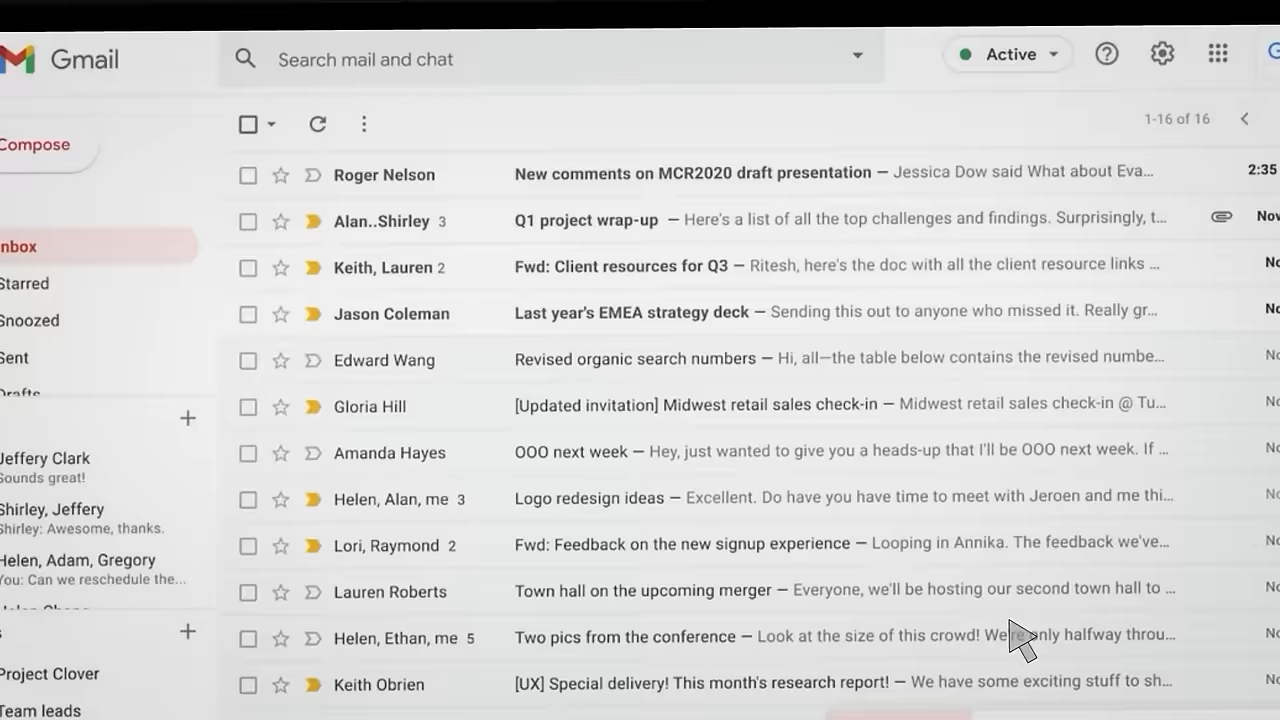 Gmail
Search mail and chat
Active
Compose
1-16 of 16
Roger Nelson New comments on MCR2020 draft presentation — Jessica Dow said What about Eva… 2:35
Alan..Shirley 3 Q1 project wrap-up — Here's a list of all the top challenges and findings. Surprisingly, t… Nov
Keith, Lauren 2 Fwd: Client resources for Q3 — Ritesh, here's the doc with all the client resource links … No
Jason Coleman Last year's EMEA strategy deck — Sending this out to anyone who missed it. Really gr… No
Edward Wang Revised organic search numbers — Hi, all—the table below contains the revised numbe… No
Gloria Hill [Updated invitation] Midwest retail sales check-in — Midwest retail sales check-in @ Tu… No
Amanda Hayes OOO next week — Hey, just wanted to give you a heads-up that I'll be OOO next week. If … No
Helen, Alan, me 3 Logo redesign ideas — Excellent. Do have you have time to meet with Jeroen and me thi… No
Lori, Raymond 2 Fwd: Feedback on the new signup experience — Looping in Annika. The feedback we've… No
Lauren Roberts Town hall on the upcoming merger — Everyone, we'll be hosting our second town hall to … No
Helen, Ethan, me 5 Two pics from the conference — Look at the size of this crowd! We're only halfway throu… No
Keith Obrien [UX] Special delivery! This month's research report! — We have some exciting stuff to sh… No
nbox
Starred
Snoozed
Sent
Drafts
Jeffery Clark
Sounds great!
Shirley, Jeffery
Shirley: Awesome, thanks.
Helen, Adam, Gregory
You: Can we reschedule the…
Project Clover
Team leads